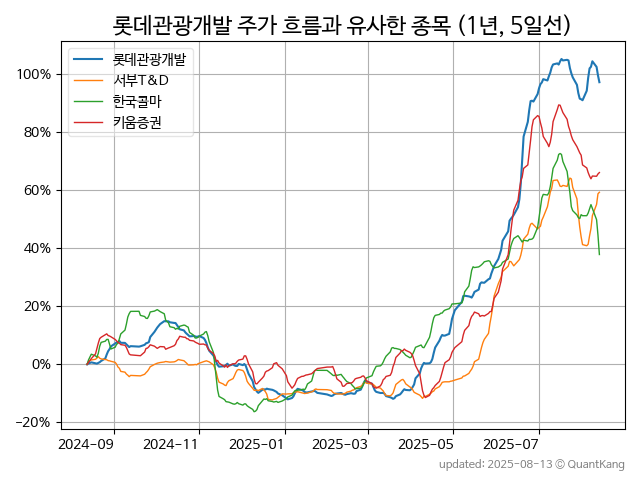 롯데관광개발 주가 흐름과 유사한 종목 (1년, 5일선)
롯데관광개발
서부T&D
한국콜마
키움증권
100%
80%
60%
40%
20%
0%
−20%
2024-09 2024-11 2025-01 2025-03 2025-05 2025-07
updated: 2025-08-13 © QuantKang